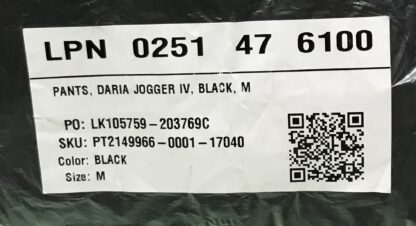 LPN 0251 47 6100
PANTS, DARIA JOGGER IV, BLACK, M
PO: LK105759-203769C
SKU: PT2149966-0001-17040
Color: BLACK
Size: M